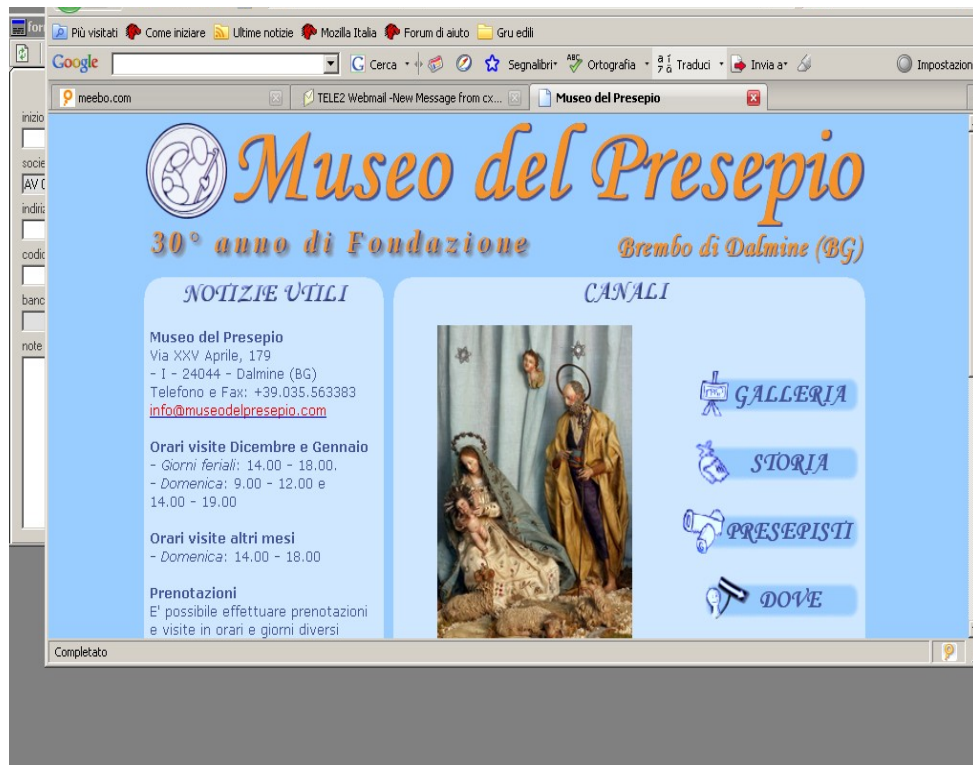 for
Più visitati Come iniziare Ultime notizie Mozilla Italia Forum di aiuto Gru edili
Google Cerca Segnalibri ABC Ortografia Traduci Invia a Impostazion
meebo.com TELE2 Webmail -New Message from cx... Museo del Presepio
inizio
socie
AV
indiriz
codic
banc
note
Museo del Presepio
30° anno di Fondazione Brembo di Dalmine (BG)
NOTIZIE UTILI
Museo del Presepio
Via XXV Aprile, 179
- I - 24044 - Dalmine (BG)
Telefono e Fax: +39.035.563383
info@museodelpresepio.com
Orari visite Dicembre e Gennaio
- Giorni feriali: 14.00 - 18.00.
- Domenica: 9.00 - 12.00 e
14.00 - 19.00
Orari visite altri mesi
- Domenica: 14.00 - 18.00
Prenotazioni
E' possibile effettuare prenotazioni
e visite in orari e giorni diversi
CANALI
GALLERIA
STORIA
PRESEPISTI
DOVE
Completato